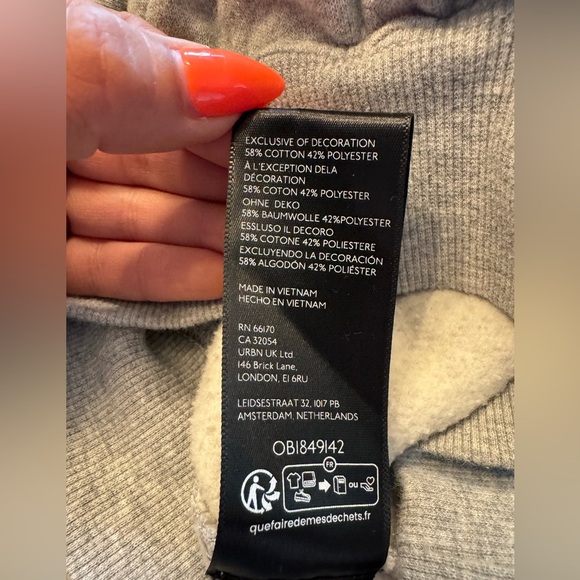 EXCLUSIVE OF DECORATION
58% COTTON 42% POLYESTER
À L'EXCEPTION DELA
DÉCORATION
58% COTON 42% POLYESTER
OHNE DEKO
58% BAUMWOLLE 42%POLYESTER
ESSLUSO IL DECORO
58% COTONE 42% POLIESTERE
EXCLUYENDO LA DECORACIÓN
58% ALGODÓN 42% POLIÉSTER
MADE IN VIETNAM
HECHO EN VIETNAM
RN 66170
CA 32054
URBN UK Ltd.
146 Brick Lane,
LONDON, E1 6RU
LEIDSESTRAAT 32, 1017 PB
AMSTERDAM, NETHERLANDS
OB1849142
FR
OU
quefairedemesdechets.fr